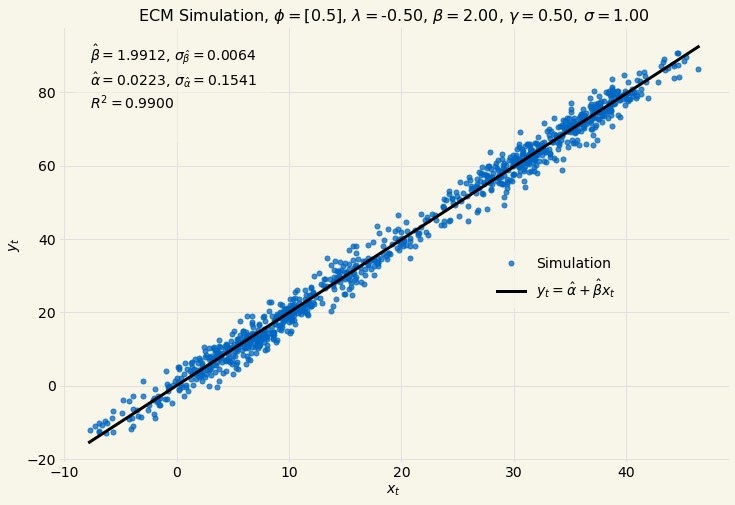 ECM Simulation, ϕ = [0.5], λ = -0.50, β = 2.00, γ = 0.50, σ = 1.00
β̂ = 1.9912, σ_β̂ = 0.0064
α̂ = 0.0223, σ_α̂ = 0.1541
R² = 0.9900
80
60
40
20
0
−20
y_t
Simulation
y_t = α̂ + β̂x_t
−10 0 10 20 30 40
x_t